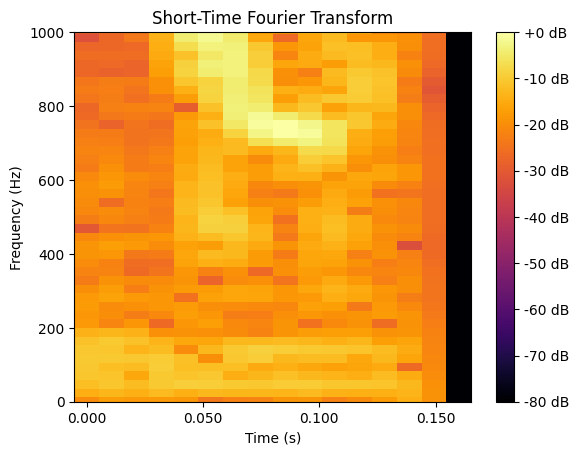 Short-Time Fourier Transform
1000
800
600
400
200
0
Frequency (Hz)
0.000
0.050
0.100
0.150
Time (s)
+0 dB
-10 dB
-20 dB
-30 dB
-40 dB
-50 dB
-60 dB
-70 dB
-80 dB